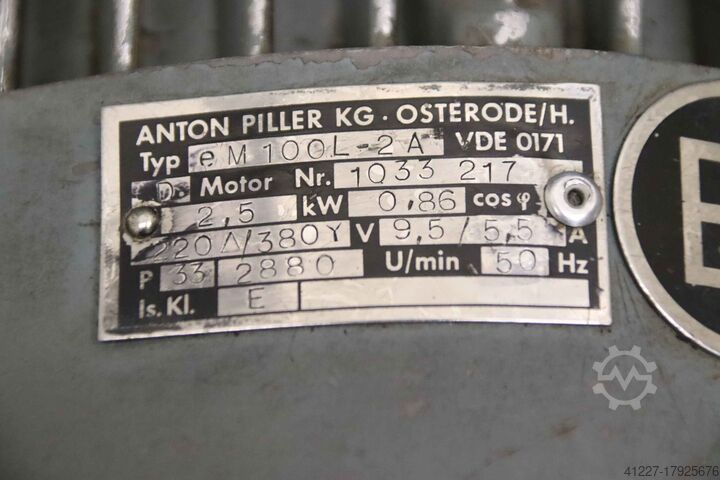 ANTON PILLER KG · OSTERODE/H.
Typ eM100L-2A VDE 0171
D. Motor Nr. 1033 217
2,5 kW 0,86 cos φ
220Δ/380Y V 9,5/5,5 A
P 33 2880 U/min 50 Hz
Is. Kl. E
41227-17925676